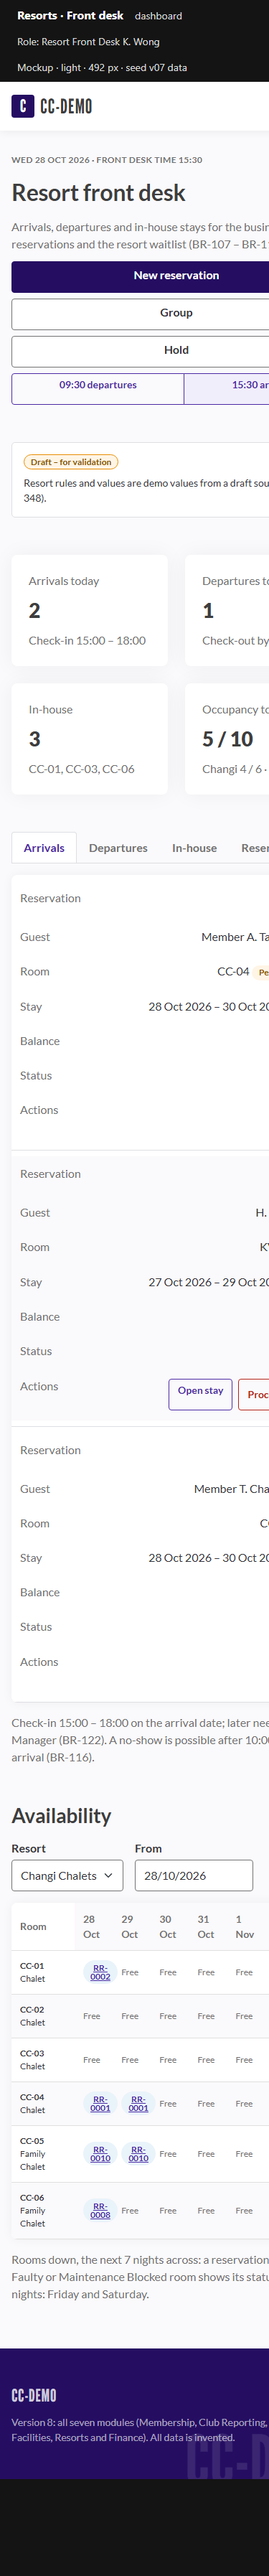 Resorts · Front desk dashboard
Role: Resort Front Desk K. Wong
Mockup · light · 492 px · seed v07 data
C CC-DEMO
WED 28 OCT 2026 · FRONT DESK TIME 15:30
Resort front desk
Arrivals, departures and in-house stays for the busi
reservations and the resort waitlist (BR-107 – BR-1
New reservation
Group
Hold
09:30 departures 15:30 ar
Draft – for validation
Resort rules and values are demo values from a draft sou
348).
Arrivals today
2
Check-in 15:00 – 18:00
Departures to
1
Check-out by
In-house
3
CC-01, CC-03, CC-06
Occupancy to
5 / 10
Changi 4 / 6 ·
Arrivals Departures In-house Reser
Reservation
Guest Member A. Ta
Room CC-04 Pe
Stay 28 Oct 2026 – 30 Oct 20
Balance
Status
Actions
Reservation
Guest H.
Room
Stay 27 Oct 2026 – 29 Oct 20
Balance
Status
Actions Open stay Proc
Reservation
Guest Member T. Cha
Room
Stay 28 Oct 2026 – 30 Oct 20
Balance
Status
Actions
Check-in 15:00 – 18:00 on the arrival date; later nee
Manager (BR-122). A no-show is possible after 10:00
arrival (BR-116).
Availability
Resort From
Changi Chalets 28/10/2026
Room 28 Oct 29 Oct 30 Oct 31 Oct 1 Nov
CC-01 Chalet RR-0002 Free Free Free Free
CC-02 Chalet Free Free Free Free Free
CC-03 Chalet Free Free Free Free Free
CC-04 Chalet RR-0001 RR-0001 Free Free Free
CC-05 Family Chalet RR-0010 RR-0010 Free Free Free
CC-06 Family Chalet RR-0008 Free Free Free Free
Rooms down, the next 7 nights across: a reservation
Faulty or Maintenance Blocked room shows its statu
nights: Friday and Saturday.
CC-DEMO
Version 8: all seven modules (Membership, Club Reporting,
Facilities, Resorts and Finance). All data is invented.
CC-D